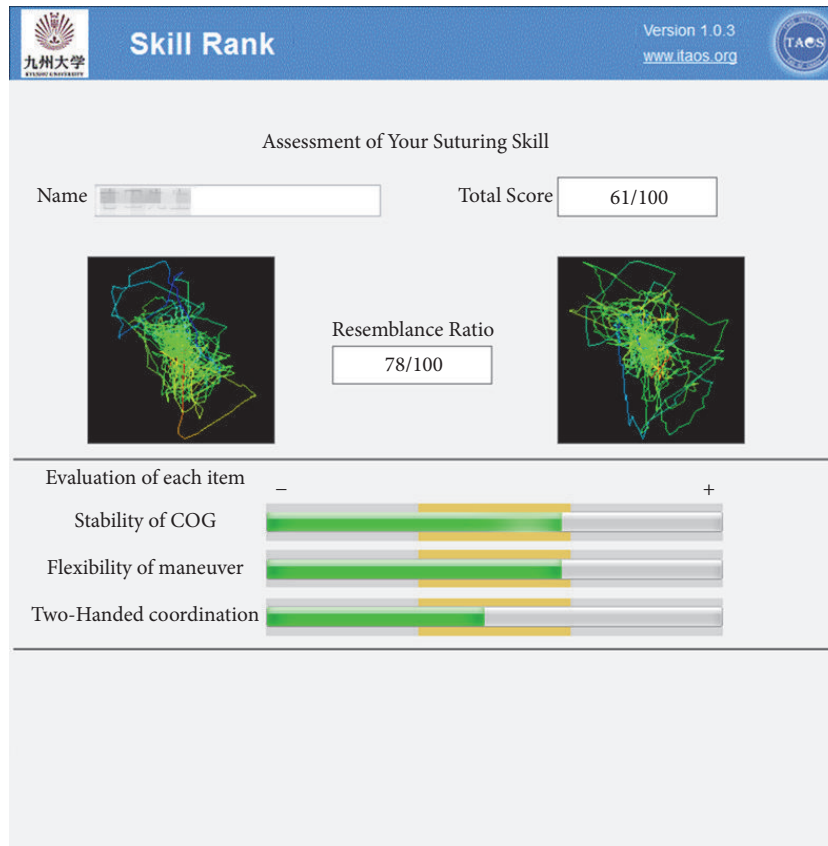 九州大学
KYUSHU UNIVERSITY
Skill Rank
Version 1.0.3
www.itaos.org
TAOS
Assessment of Your Suturing Skill
Name
Total Score 61/100
Resemblance Ratio
78/100
Evaluation of each item
− +
Stability of COG
Flexibility of maneuver
Two-Handed coordination